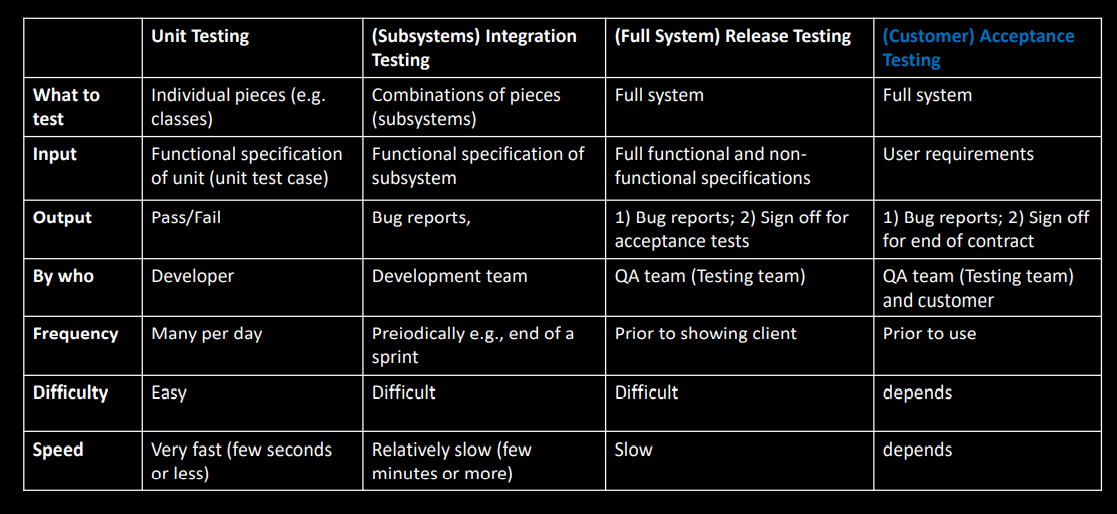 Unit Testing
(Subsystems) Integration
Testing
(Full System) Release Testing
(Customer) Acceptance
Testing
What to
test
Individual pieces (e.g.
classes)
Combinations of pieces
(subsystems)
Full system
Full system
Input
Functional specification
of unit (unit test case)
Functional specification of
subsystem
Full functional and non-
functional specifications
User requirements
Output
Pass/Fail
Bug reports,
1) Bug reports; 2) Sign off for
acceptance tests
1) Bug reports; 2) Sign off
for end of contract
By who
Developer
Development team
QA team (Testing team)
QA team (Testing team)
and customer
Frequency
Many per day
Preiodically e.g., end of a
sprint
Prior to showing client
Prior to use
Difficulty
Easy
Difficult
Difficult
depends
Speed
Very fast (few seconds
or less)
Relatively slow (few
minutes or more)
Slow
depends